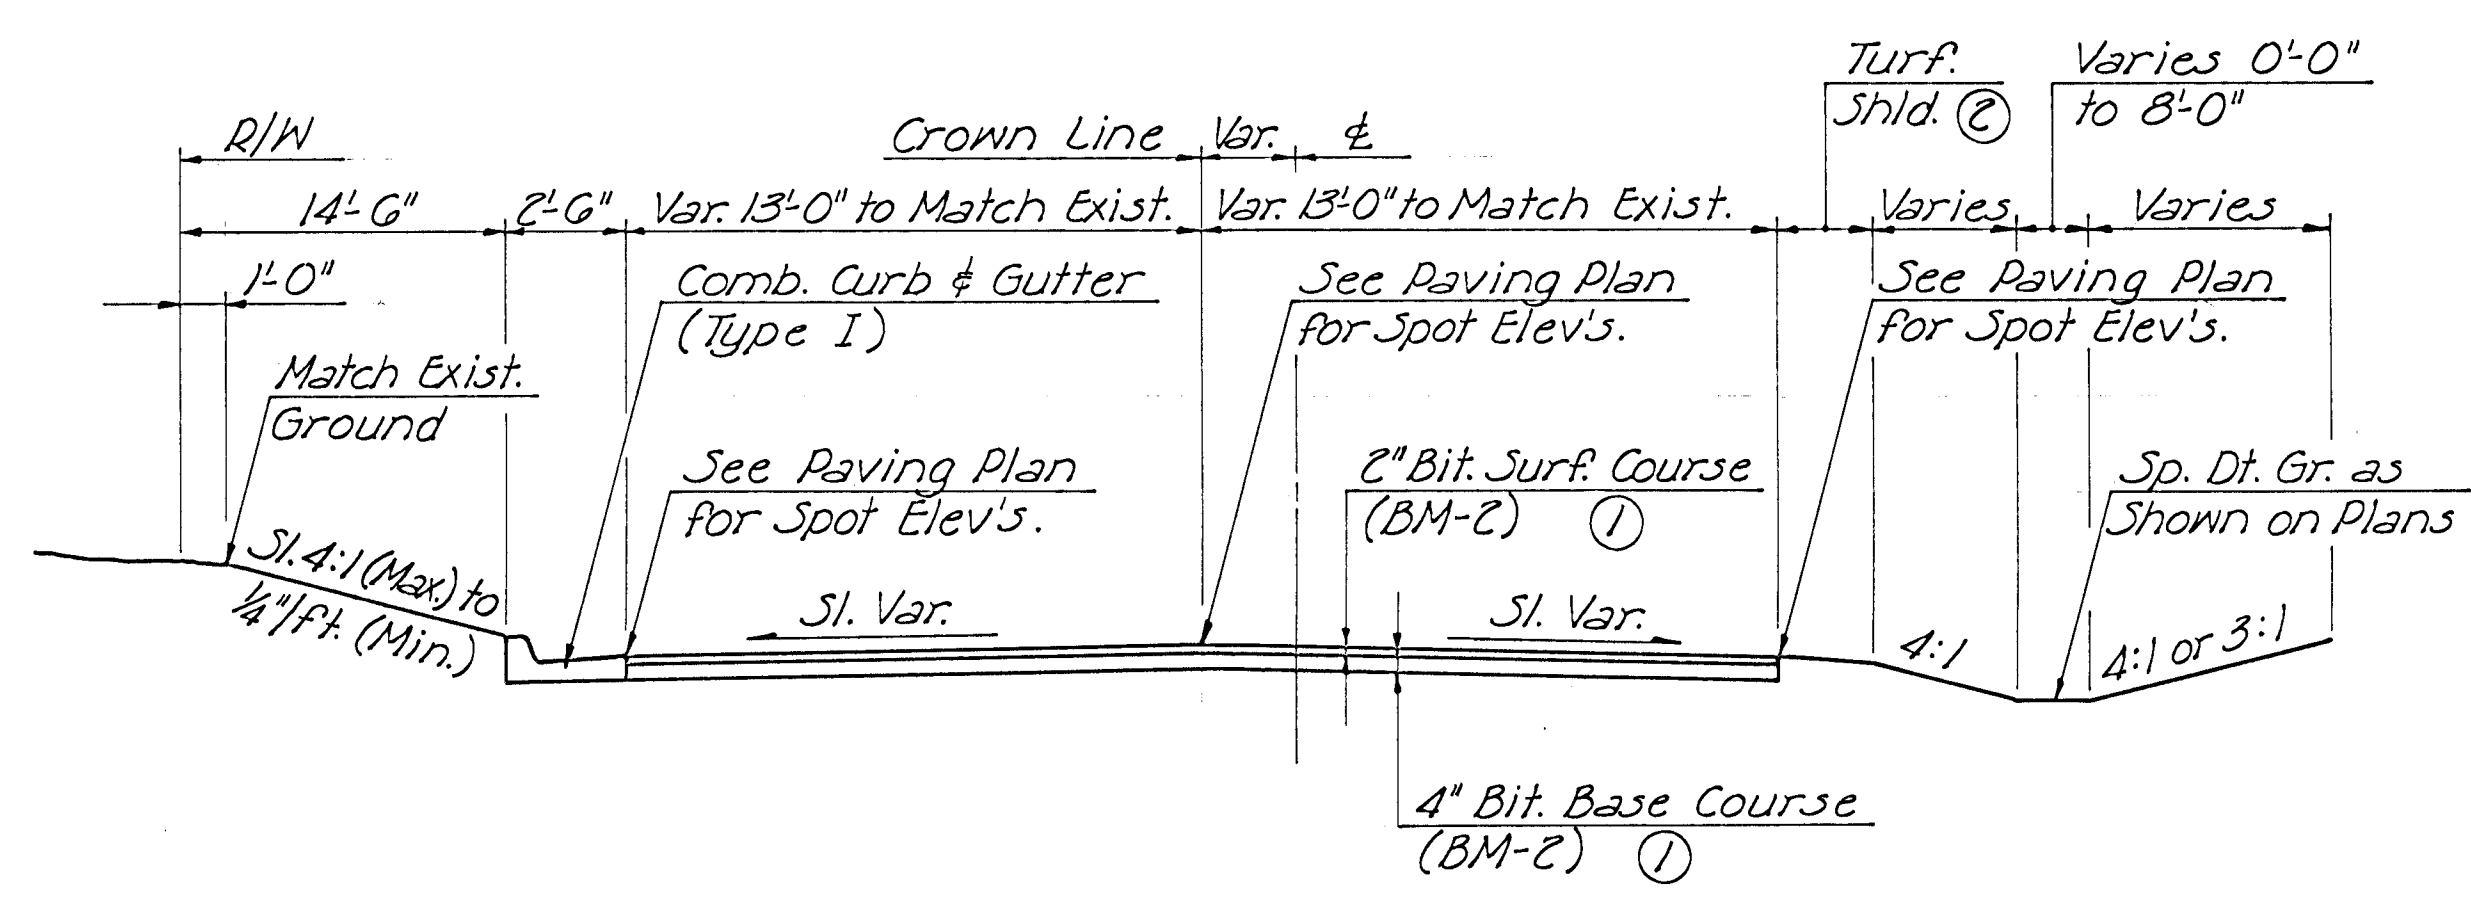 Turf.
Shld. ②
Varies 0'-0"
to 8'-0"
R/W
Crown Line
Var.
℄
14'-6"
2'-6"
Var. 13'-0" to Match Exist.
Var. 13'-0" to Match Exist.
Varies
Varies
1'-0"
Comb. Curb & Gutter
(Type I)
See Paving Plan
for Spot Elev's.
See Paving Plan
for Spot Elev's.
Match Exist.
Ground
See Paving Plan
for Spot Elev's.
2" Bit. Surf. Course
(BM-2) ①
Sp. Dt. Gr. as
Shown on Plans
Sl. 4:1 (Max.) to
1/4"/ft. (Min.)
Sl. Var.
Sl. Var.
4:1
4:1 or 3:1
4" Bit. Base Course
(BM-2) ①